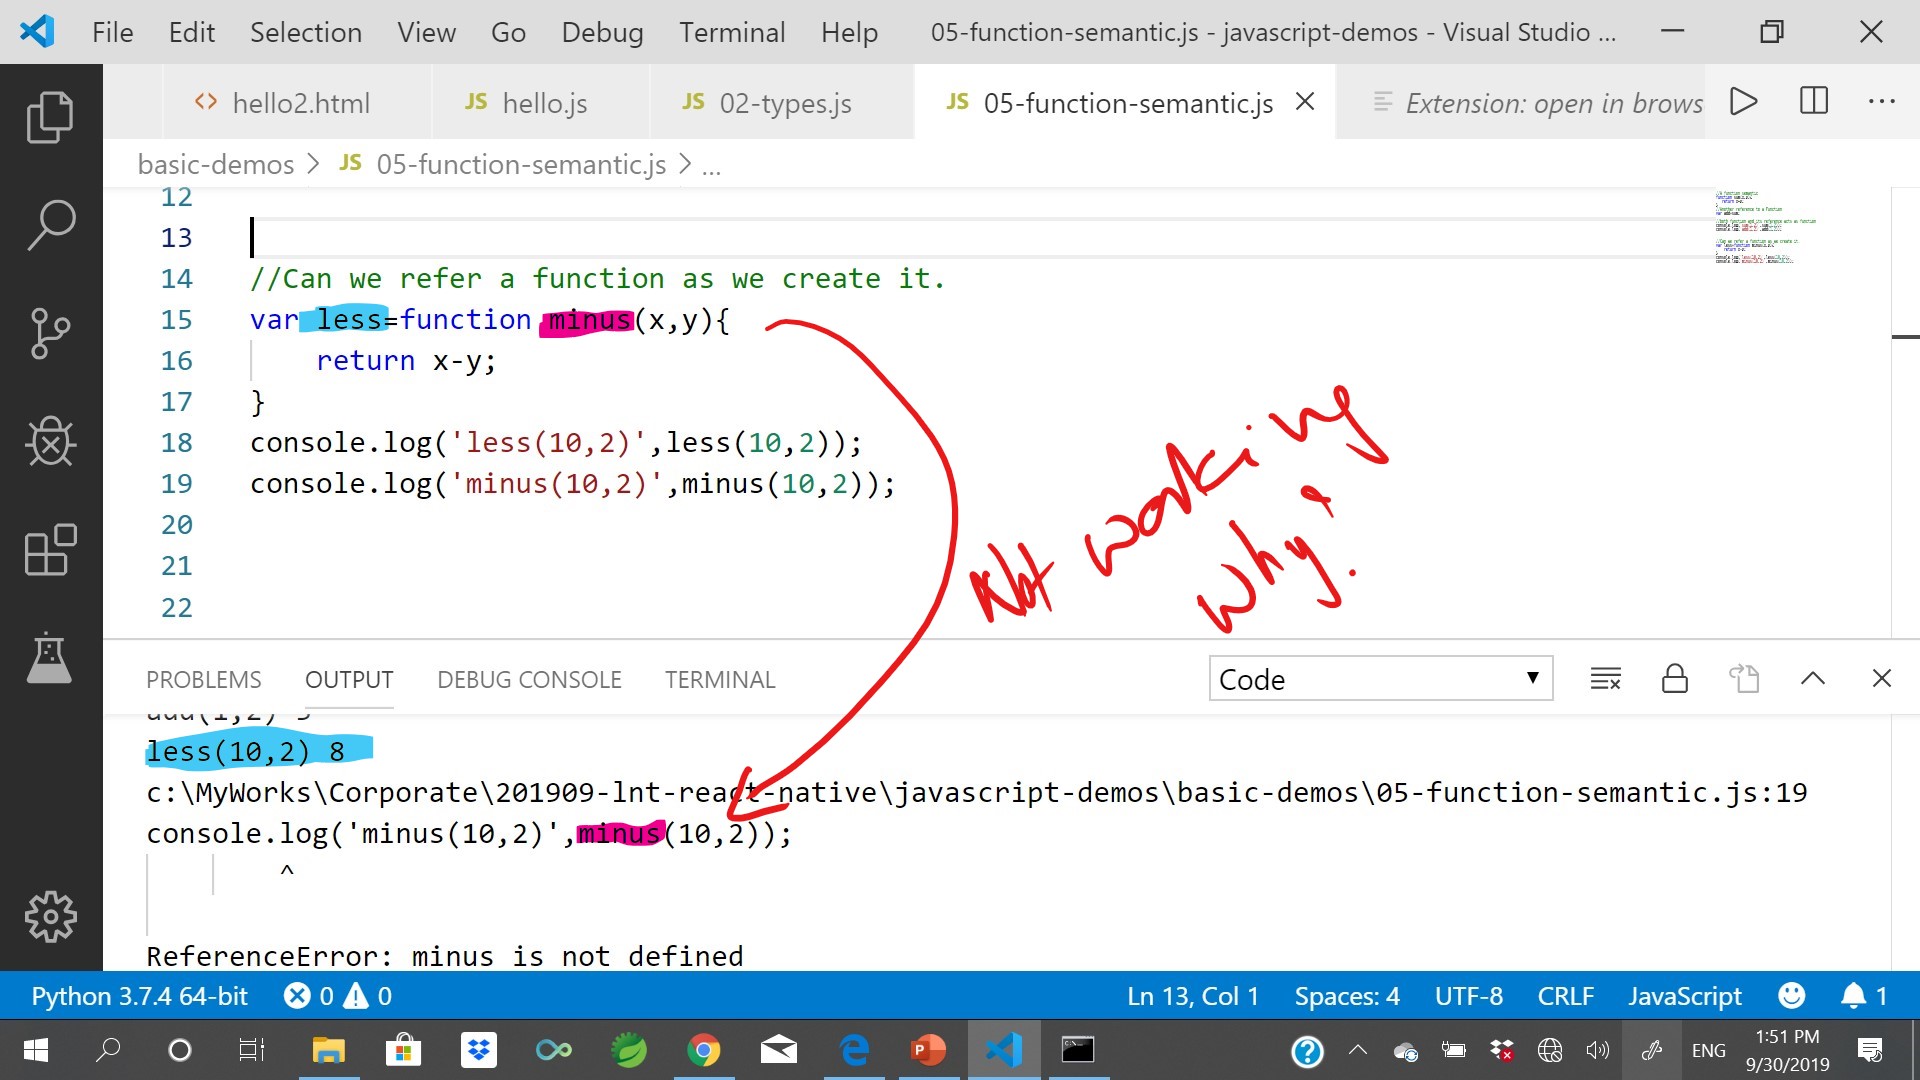 File Edit Selection View Go Debug Terminal Help 05-function-semantic.js - javascript-demos - Visual Studio ...
<> hello2.html JS hello.js JS 02-types.js JS 05-function-semantic.js Extension: open in brows
basic-demos > JS 05-function-semantic.js > ...
12
13
14 //Can we refer a function as we create it.
15 var less=function minus(x,y){
16 return x-y;
17 }
18 console.log('less(10,2)',less(10,2));
19 console.log('minus(10,2)',minus(10,2));
20
21
22
Not working
Why?
PROBLEMS OUTPUT DEBUG CONSOLE TERMINAL Code
add(1,2) 3
less(10,2) 8
c:\MyWorks\Corporate\201909-lnt-react-native\javascript-demos\basic-demos\05-function-semantic.js:19
console.log('minus(10,2)',minus(10,2));
^
ReferenceError: minus is not defined
Python 3.7.4 64-bit 0 0 Ln 13, Col 1 Spaces: 4 UTF-8 CRLF JavaScript 1
ENG 1:51 PM
9/30/2019